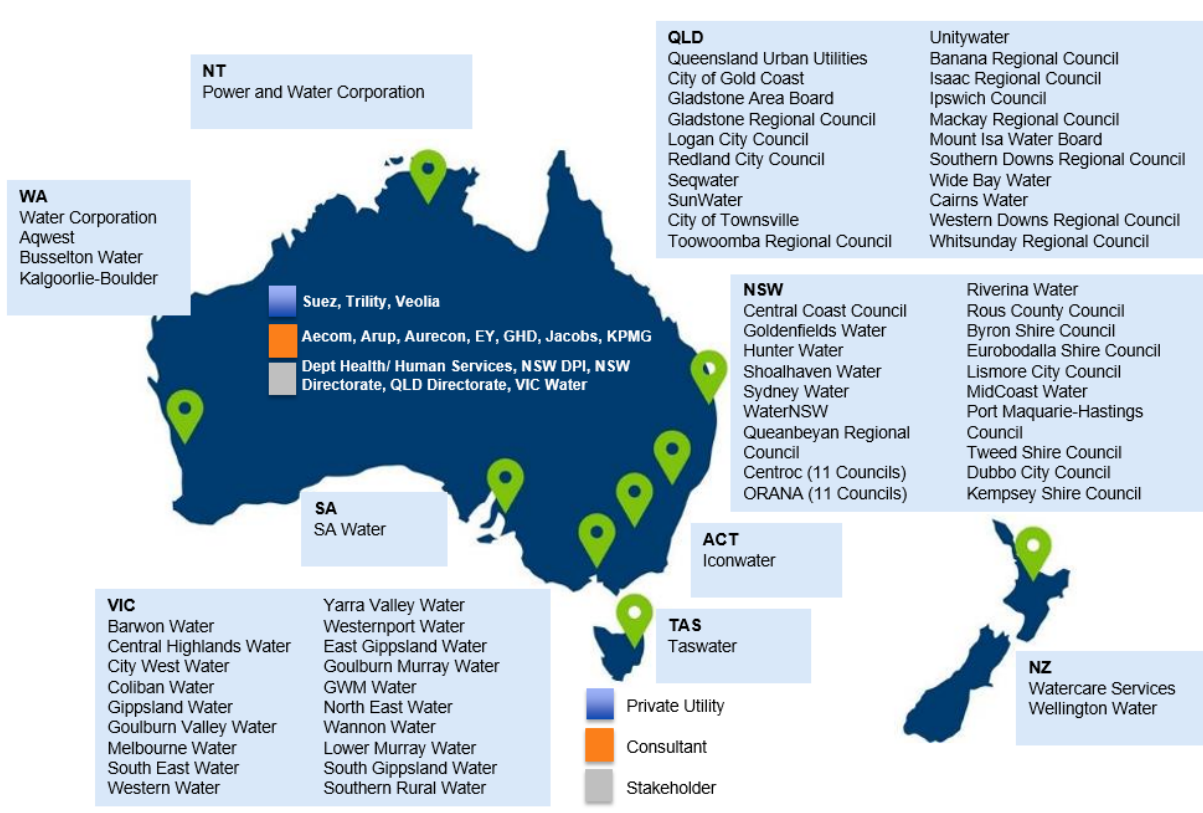 NT
Power and Water Corporation
WA
Water Corporation
Aqwest
Busselton Water
Kalgoorlie-Boulder
QLD
Queensland Urban Utilities
City of Gold Coast
Gladstone Area Board
Gladstone Regional Council
Logan City Council
Redland City Council
Seqwater
SunWater
City of Townsville
Toowoomba Regional Council
Unitywater
Banana Regional Council
Isaac Regional Council
Ipswich Council
Mackay Regional Council
Mount Isa Water Board
Southern Downs Regional Council
Wide Bay Water
Cairns Water
Western Downs Regional Council
Whitsunday Regional Council
Suez, Trility, Veolia
Aecom, Arup, Aurecon, EY, GHD, Jacobs, KPMG
Dept Health/ Human Services, NSW DPI, NSW
Directorate, QLD Directorate, VIC Water
NSW
Central Coast Council
Goldenfields Water
Hunter Water
Shoalhaven Water
Sydney Water
WaterNSW
Queanbeyan Regional
Council
Centroc (11 Councils)
ORANA (11 Councils)
Riverina Water
Rous County Council
Byron Shire Council
Eurobodalla Shire Council
Lismore City Council
MidCoast Water
Port Maquarie-Hastings
Council
Tweed Shire Council
Dubbo City Council
Kempsey Shire Council
SA
SA Water
ACT
Iconwater
VIC
Barwon Water
Central Highlands Water
City West Water
Coliban Water
Gippsland Water
Goulburn Valley Water
Melbourne Water
South East Water
Western Water
Yarra Valley Water
Westernport Water
East Gippsland Water
Goulburn Murray Water
GWM Water
North East Water
Wannon Water
Lower Murray Water
South Gippsland Water
Southern Rural Water
TAS
Taswater
NZ
Watercare Services
Wellington Water
Private Utility
Consultant
Stakeholder